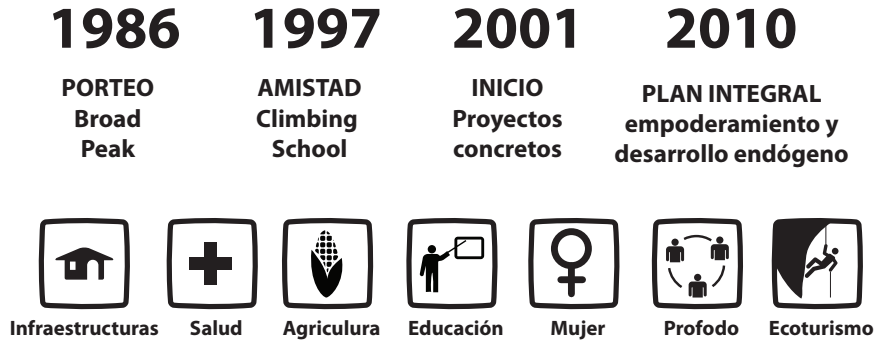 1986 1997 2001 2010
PORTEO AMISTAD INICIO PLAN INTEGRAL
Broad Climbing Proyectos empoderamiento y
Peak School concretos desarrollo endógeno
Infraestructuras Salud Agriculura Educación Mujer Profodo Ecoturismo